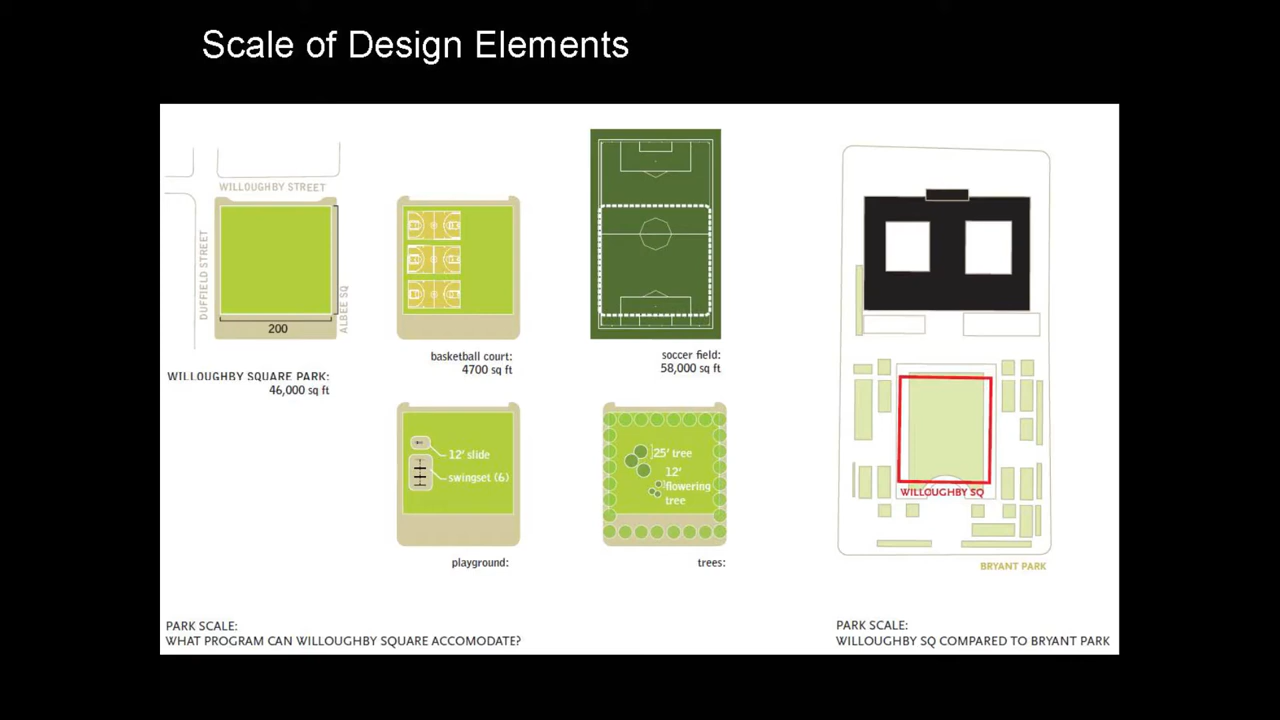 Scale of Design Elements
WILLOUGHBY STREET
DUFFIELD STREET
ALBEE SQ
200
WILLOUGHBY SQUARE PARK:
46,000 sq ft
basketball court:
4700 sq ft
soccer field:
58,000 sq ft
12' slide
swingset (6)
playground:
25' tree
12'
flowering
tree
trees:
WILLOUGHBY SQ
BRYANT PARK
PARK SCALE:
WHAT PROGRAM CAN WILLOUGHBY SQUARE ACCOMODATE?
PARK SCALE:
WILLOUGHBY SQ COMPARED TO BRYANT PARK